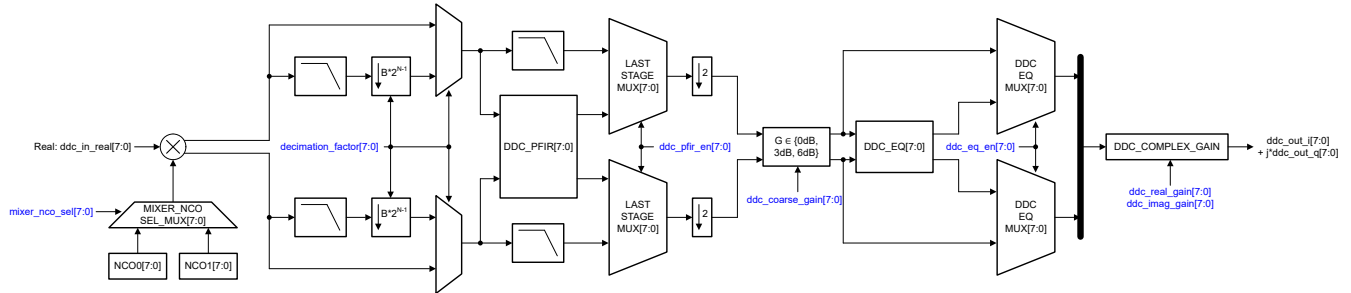 Real: ddc_in_real[7:0]
mixer_nco_sel[7:0]
MIXER_NCO
SEL_MUX[7:0]
NCO0[7:0]
NCO1[7:0]
B*2N-1
decimation_factor[7:0]
B*2N-1
DDC_PFIR[7:0]
LAST
STAGE
MUX[7:0]
2
ddc_pfir_en[7:0]
LAST
STAGE
MUX[7:0]
2
G ∈ {0dB,
3dB, 6dB}
ddc_coarse_gain[7:0]
DDC_EQ[7:0]
DDC
EQ
MUX[7:0]
ddc_eq_en[7:0]
DDC
EQ
MUX[7:0]
DDC_COMPLEX_GAIN
ddc_real_gain[7:0]
ddc_imag_gain[7:0]
ddc_out_i[7:0]
+ j*ddc_out_q[7:0]